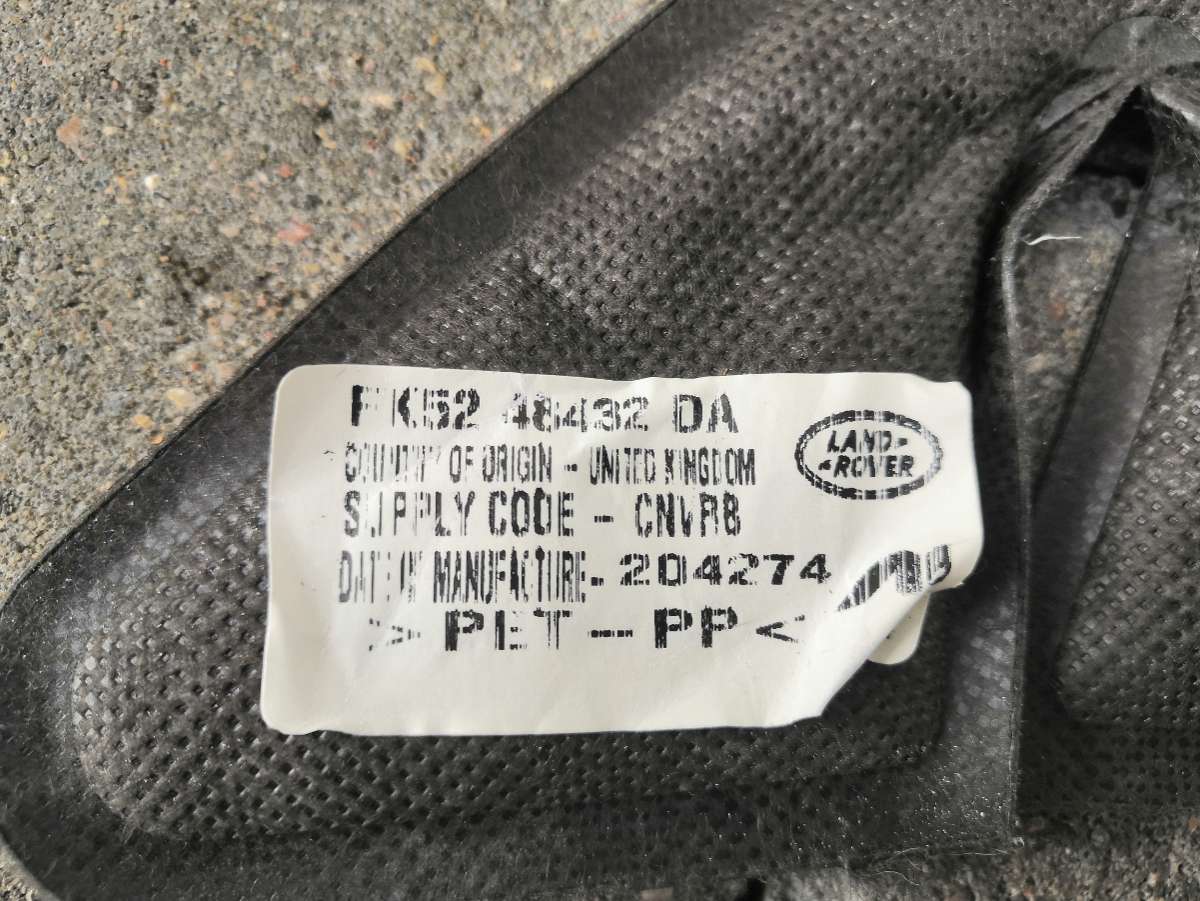 FK52 48432 DA
COUNTRY OF ORIGIN - UNITED KINGDOM
LAND-
-ROVER
SUPPLY CODE - CNVR8
DATE OF MANUFACTURE- 204274
> PET - PP <